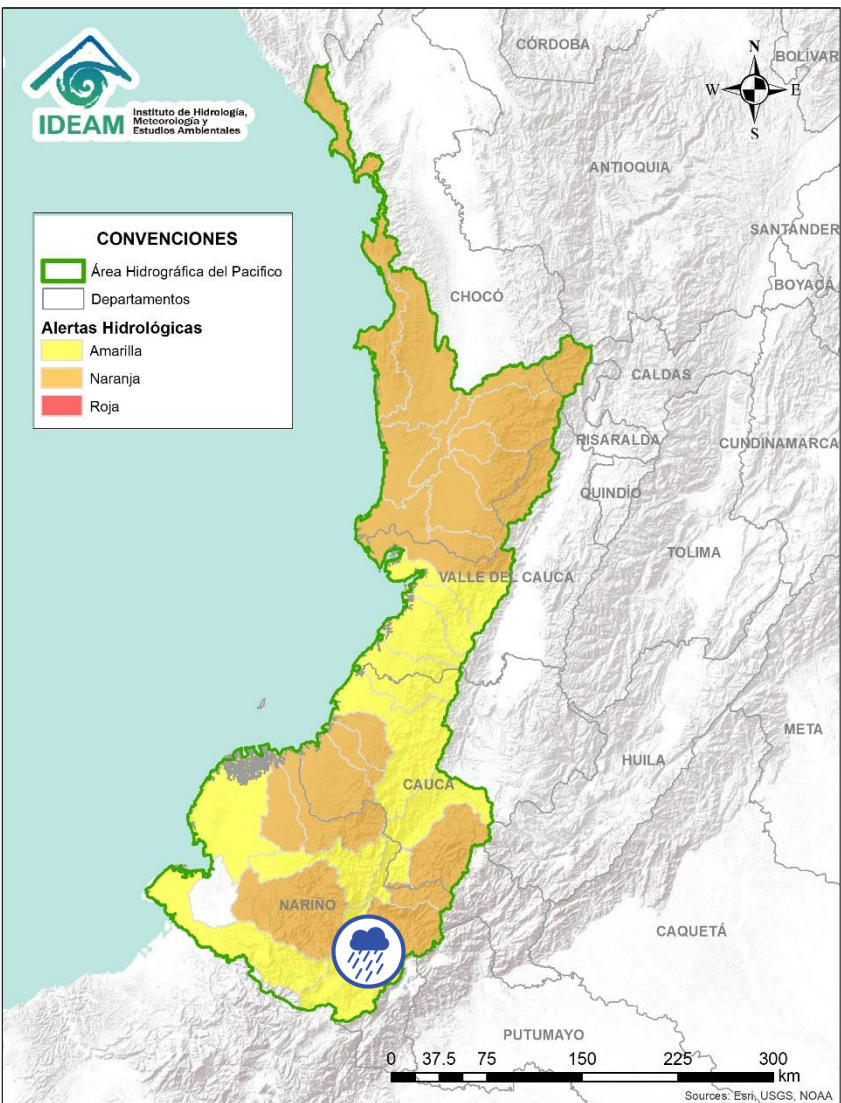 IDEAM
Instituto de Hidrología,
Meteorología y
Estudios Ambientales
N
W
E
S
CONVENCIONES
Área Hidrográfica del Pacifico
Departamentos
Alertas Hidrológicas
Amarilla
Naranja
Roja
CÓRDOBA
BOLÍVAR
ANTIOQUIA
SANTANDER
BOYACÁ
CHOCÓ
CALDAS
RISARALDA
CUNDINAMARCA
QUINDÍO
TOLIMA
VALLE DEL CAUCA
META
HUILA
CAUCA
NARIÑO
CAQUETÁ
PUTUMAYO
0 37.5 75 150 225 300
km
Sources: Esri, USGS, NOAA